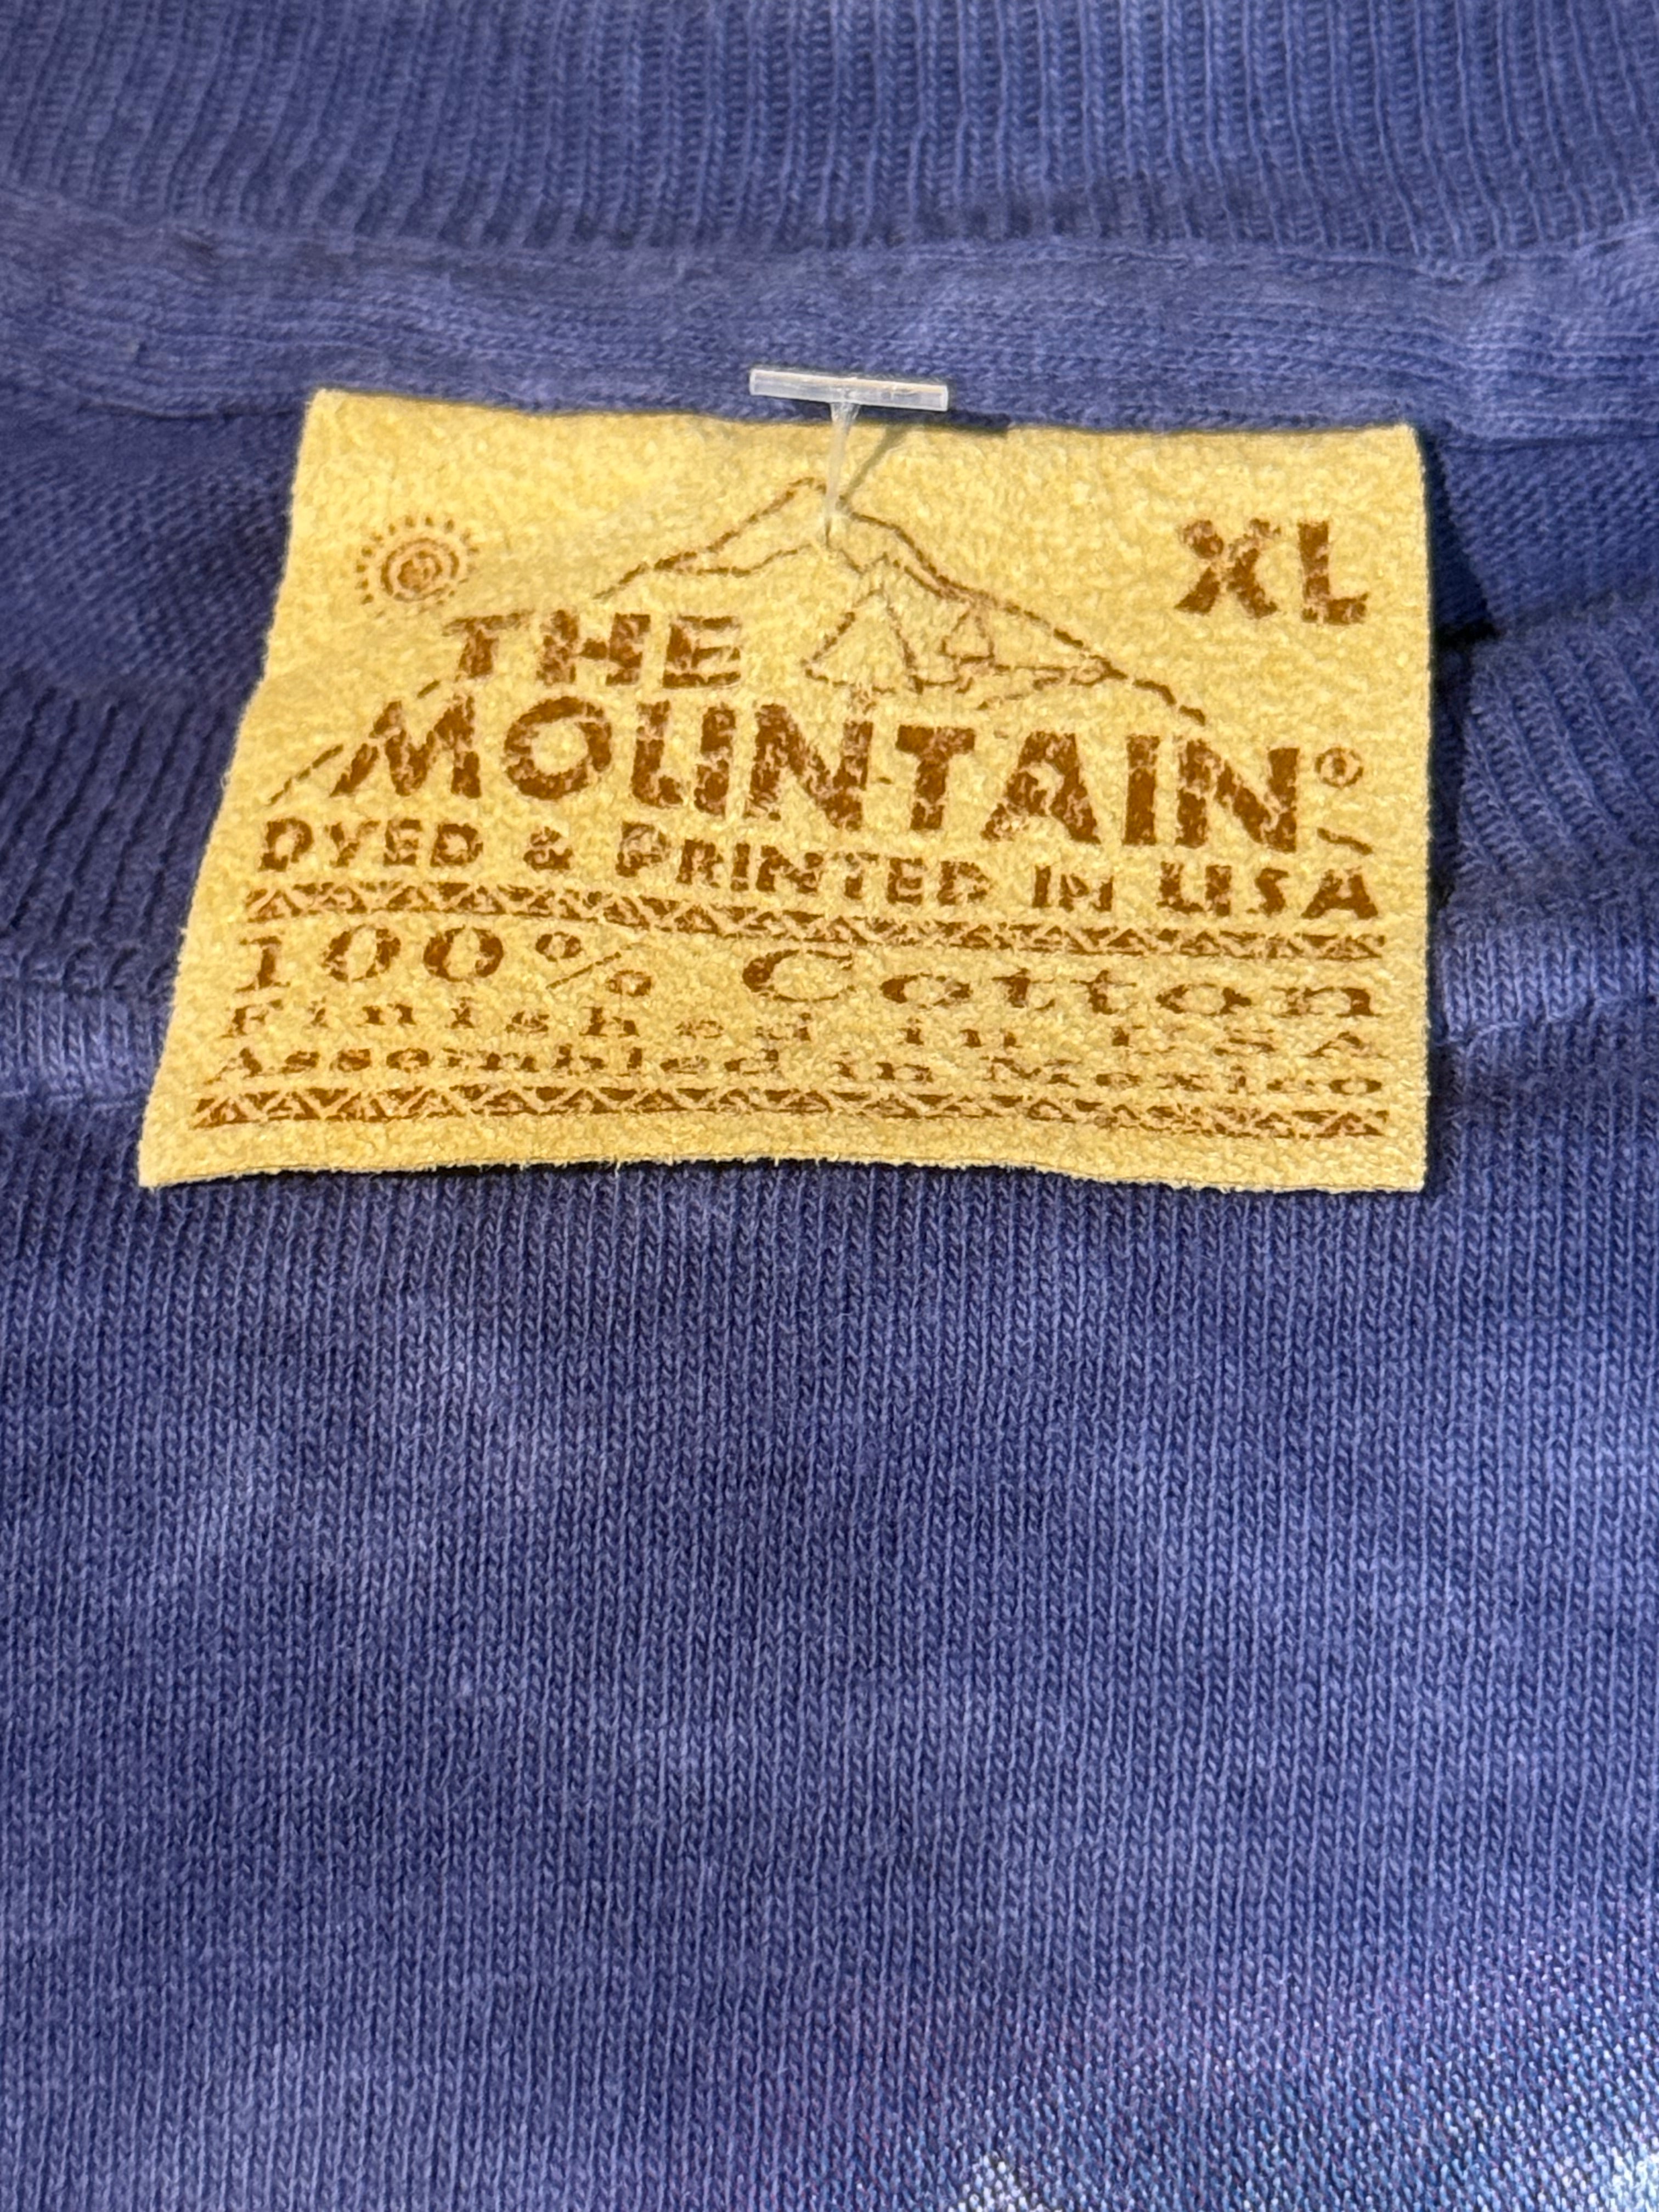 XL
THE
MOUNTAIN®
DYED & PRINTED IN USA
100% Cotton
Finished in USA
Assembled in Mexico